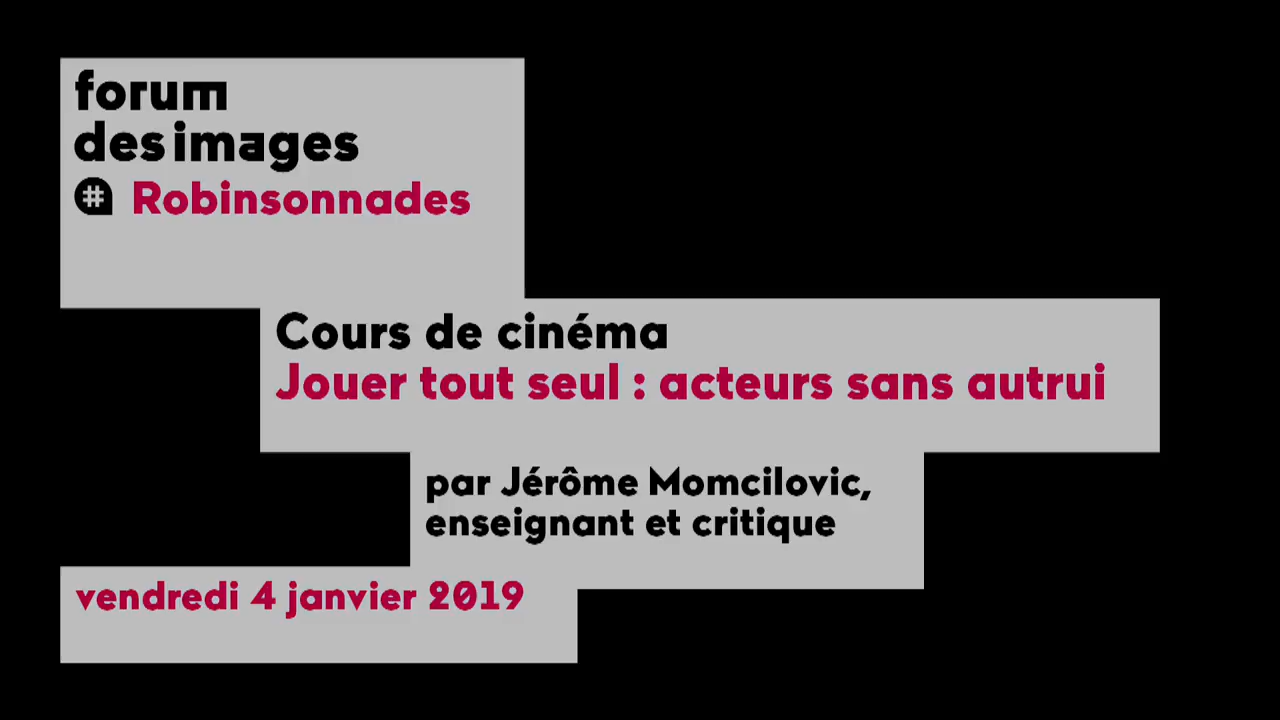 forum
des images
# Robinsonnades
Cours de cinéma
Jouer tout seul : acteurs sans autrui
par Jérôme Momcilovic,
enseignant et critique
vendredi 4 janvier 2019